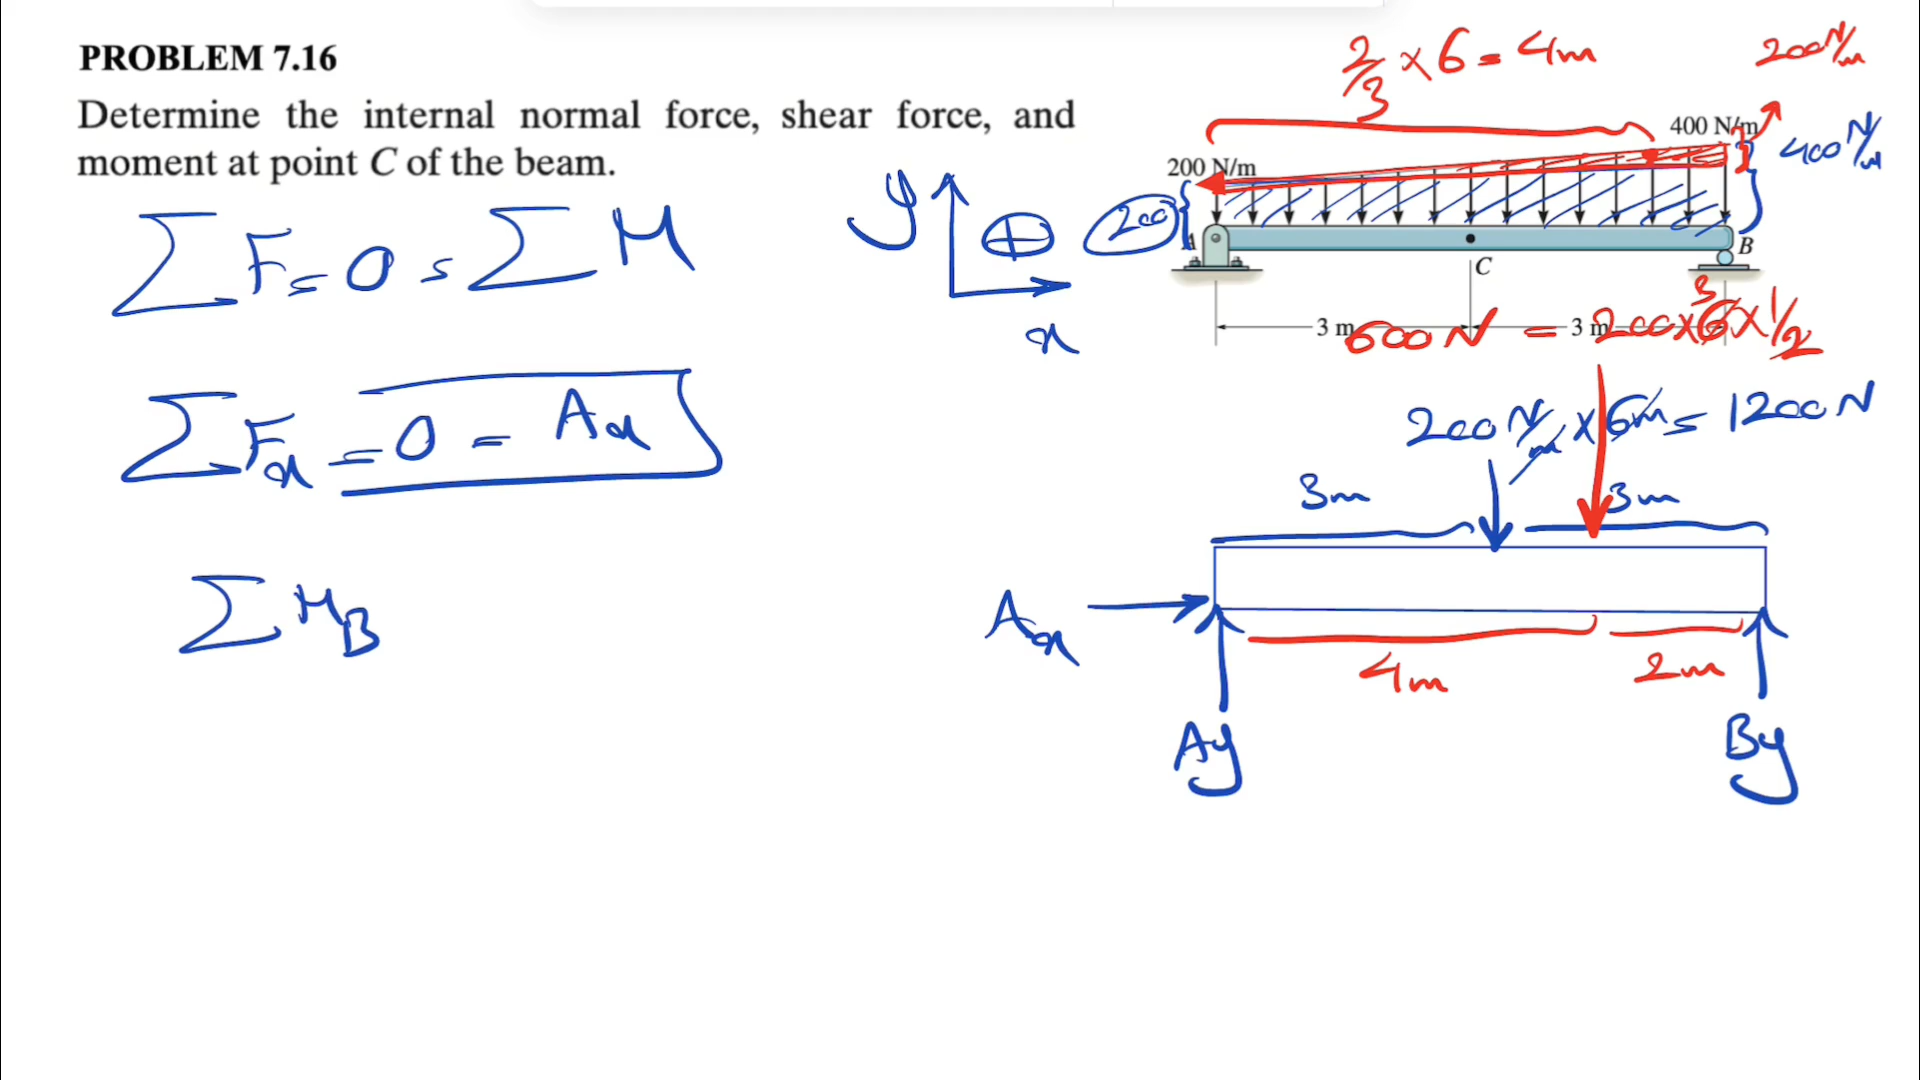 PROBLEM 7.16
Determine the internal normal force, shear force, and
moment at point C of the beam.
2/3 × 6 = 4m
200 N/m
400 N/m
400 N/m
200 N/m
200
A
B
C
3 m
3 m
600 N = 200 × 6 × 1/2
3
y
x
ΣF = 0 = ΣM
ΣFx = 0 = Ax
ΣMB
200 N/m × 6m = 1200 N
3m
3m
Ax
4m
2m
Ay
By